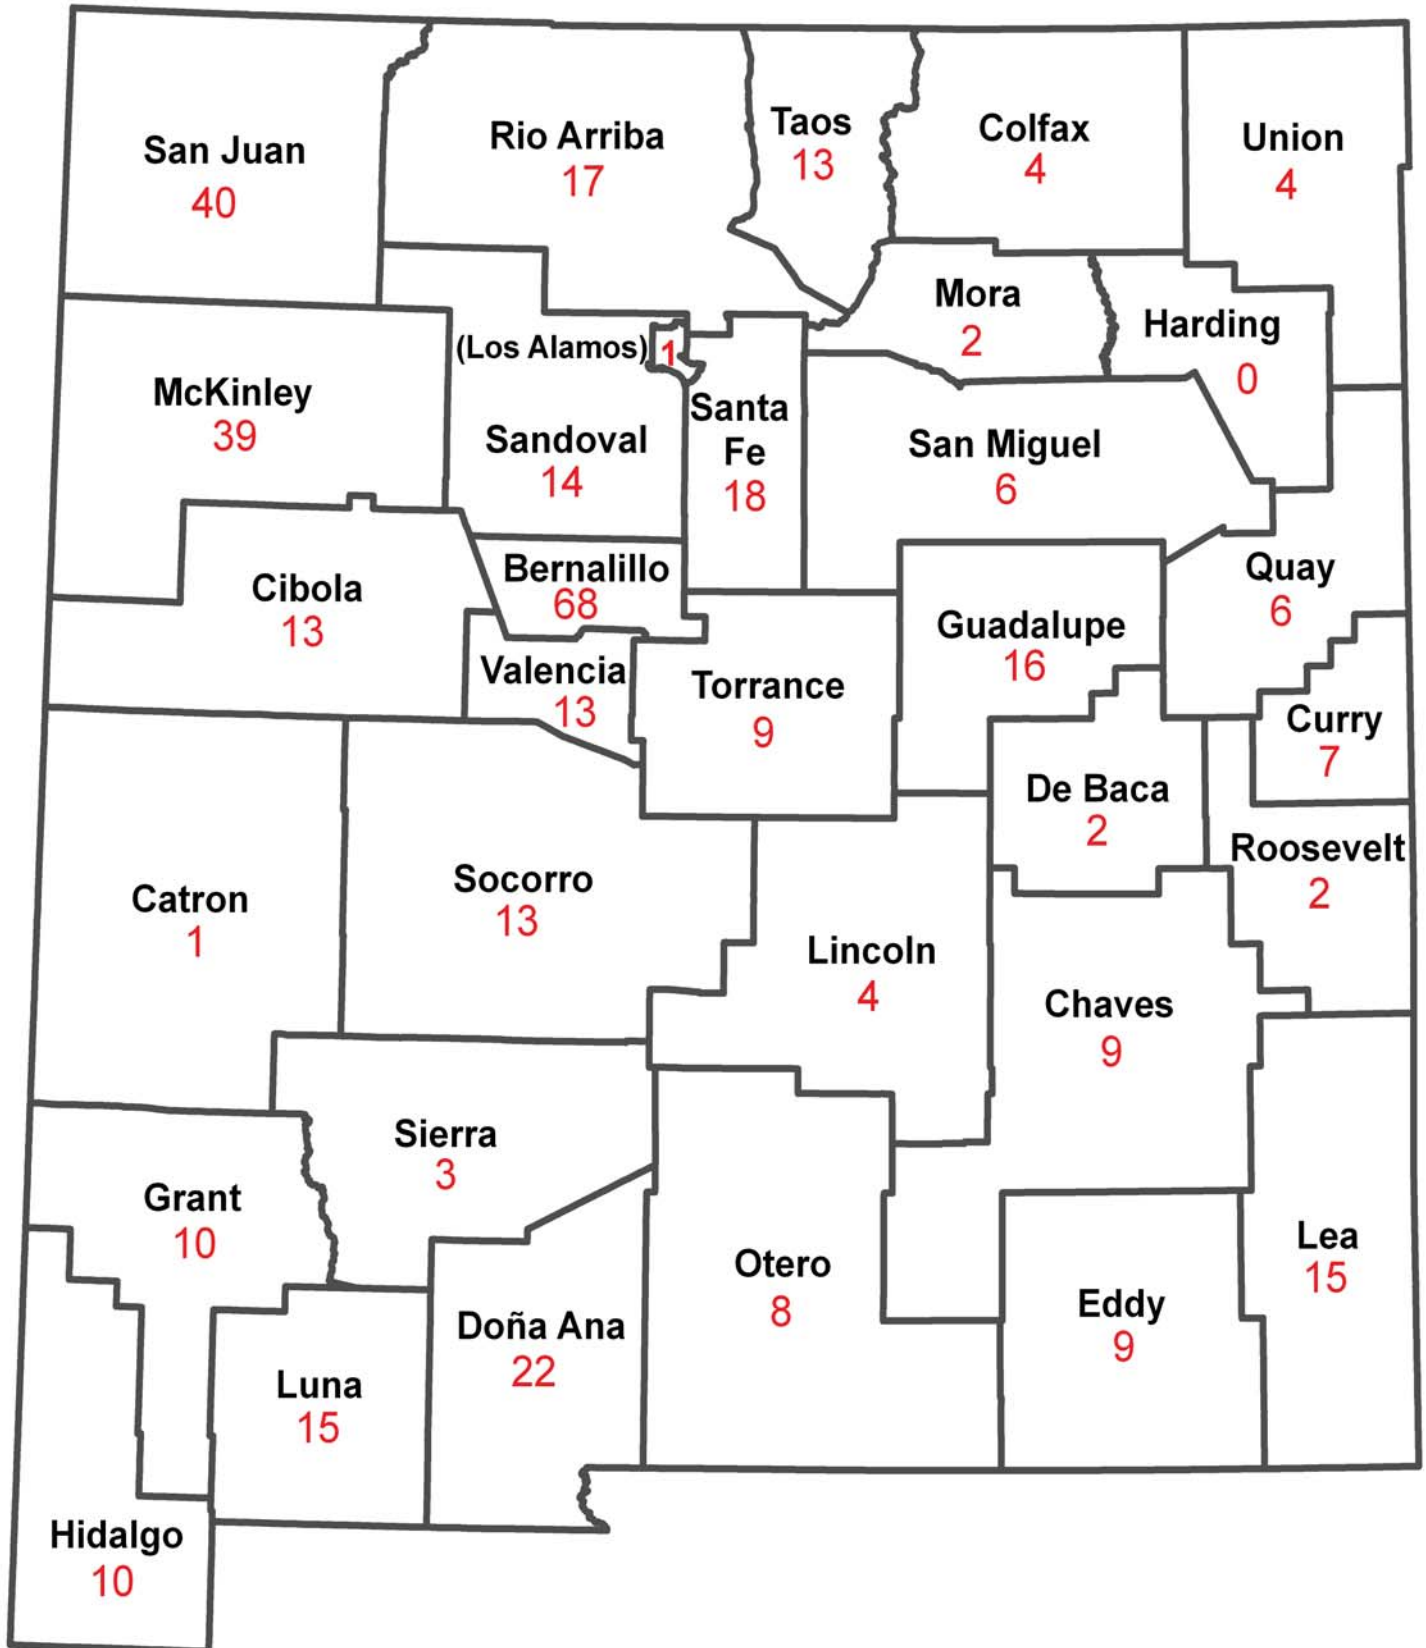 San Juan
40
Rio Arriba
17
Taos
13
Colfax
4
Union
4
McKinley
39
(Los Alamos)
1
Sandoval
14
Santa
Fe
18
Mora
2
Harding
0
San Miguel
6
Cibola
13
Bernalillo
68
Valencia
13
Torrance
9
Guadalupe
16
Quay
6
Curry
7
De Baca
2
Roosevelt
2
Catron
1
Socorro
13
Lincoln
4
Chaves
9
Sierra
3
Grant
10
Otero
8
Lea
15
Eddy
9
Doña Ana
22
Luna
15
Hidalgo
10